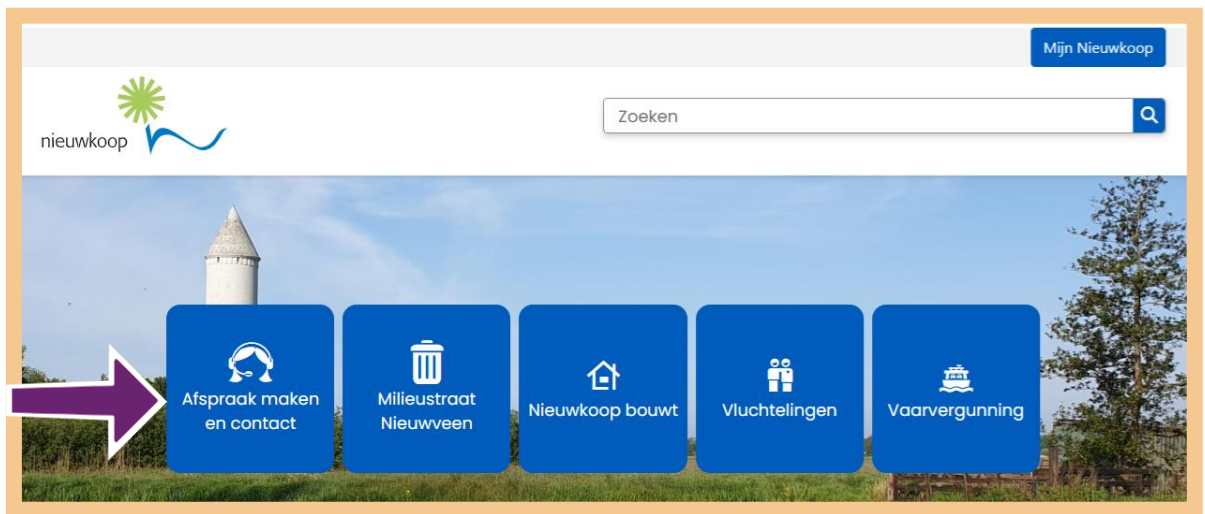 Mijn Nieuwkoop
Zoeken
nieuwkoop
Afspraak maken
en contact
Milieustraat
Nieuwveen
Nieuwkoop bouwt
Vluchtelingen
Vaarvergunning